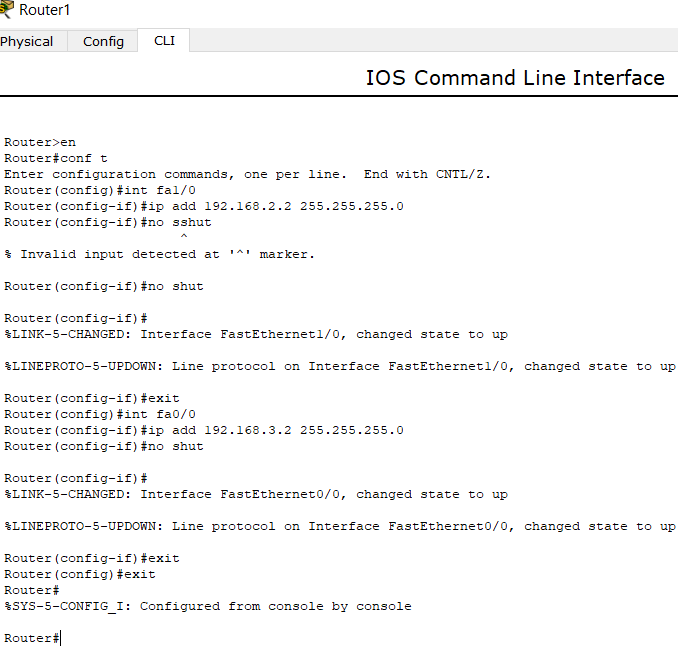 Router1
Physical Config CLI
IOS Command Line Interface
Router>en
Router#conf t
Enter configuration commands, one per line.  End with CNTL/Z.
Router(config)#int fa1/0
Router(config-if)#ip add 192.168.2.2 255.255.255.0
Router(config-if)#no sshut
^
% Invalid input detected at '^' marker.
Router(config-if)#no shut
Router(config-if)#
%LINK-5-CHANGED: Interface FastEthernet1/0, changed state to up
%LINEPROTO-5-UPDOWN: Line protocol on Interface FastEthernet1/0, changed state to up
Router(config-if)#exit
Router(config)#int fa0/0
Router(config-if)#ip add 192.168.3.2 255.255.255.0
Router(config-if)#no shut
Router(config-if)#
%LINK-5-CHANGED: Interface FastEthernet0/0, changed state to up
%LINEPROTO-5-UPDOWN: Line protocol on Interface FastEthernet0/0, changed state to up
Router(config-if)#exit
Router(config)#exit
Router#
%SYS-5-CONFIG_I: Configured from console by console
Router#